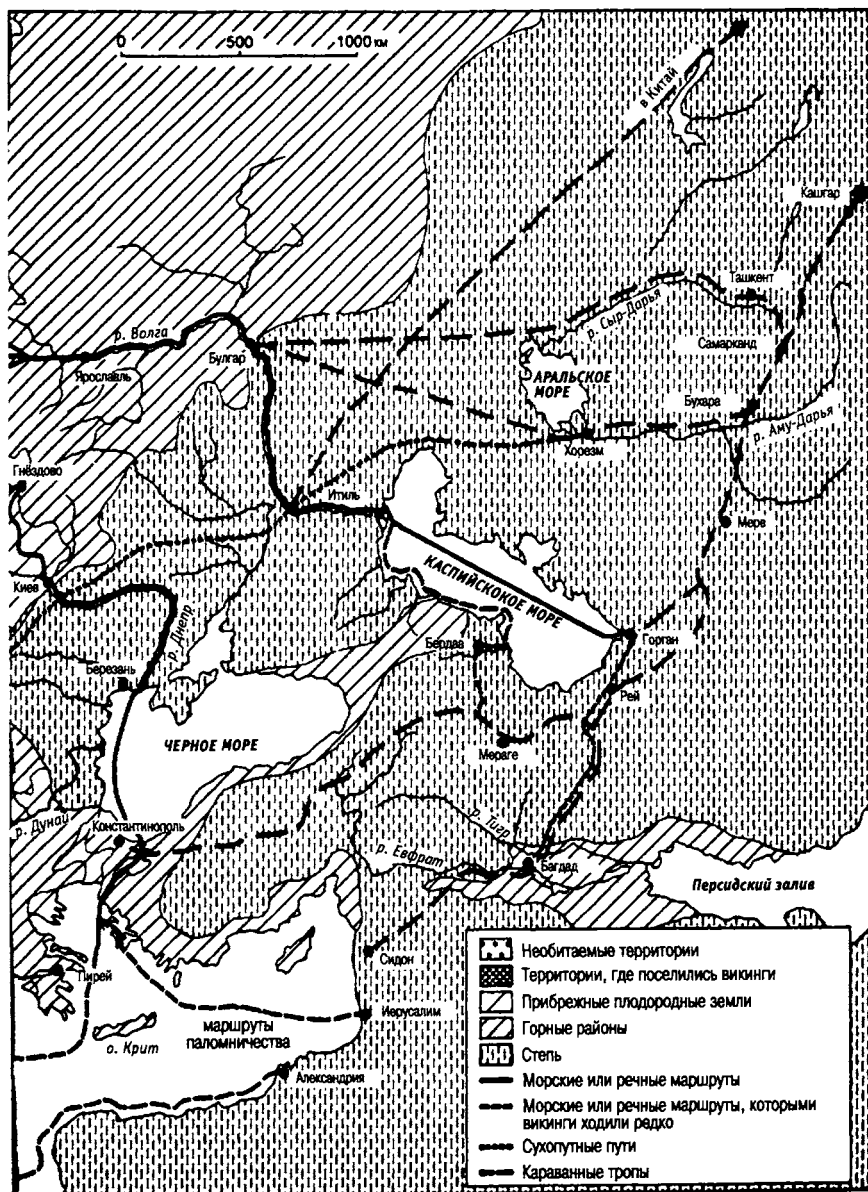 0 500 1000 км
в Китай
Кашгар
Ташкент
р. Сыр-Дарья
р. Волга
Булгар
Самарканд
Ярославль
АРАЛЬСКОЕ
МОРЕ
Бухара
р. Аму-Дарья
Хорезм
Гнёздово
Итиль
Мерв
КАСПИЙСКОКОЕ МОРЕ
Киев
р. Днепр
Бердаа
Горган
Березань
Рей
ЧЕРНОЕ МОРЕ
Мераге
р. Дунай
Константинополь
р. Тигр
р. Евфрат
Багдад
Персидский залив
Сидон
Пирей
Иерусалим
маршруты
паломничества
о. Крит
Александрия
Необитаемые территории
Территории, где поселились викинги
Прибрежные плодородные земли
Горные районы
Степь
Морские или речные маршруты
Морские или речные маршруты, которыми
викинги ходили редко
Сухопутные пути
Караванные тропы